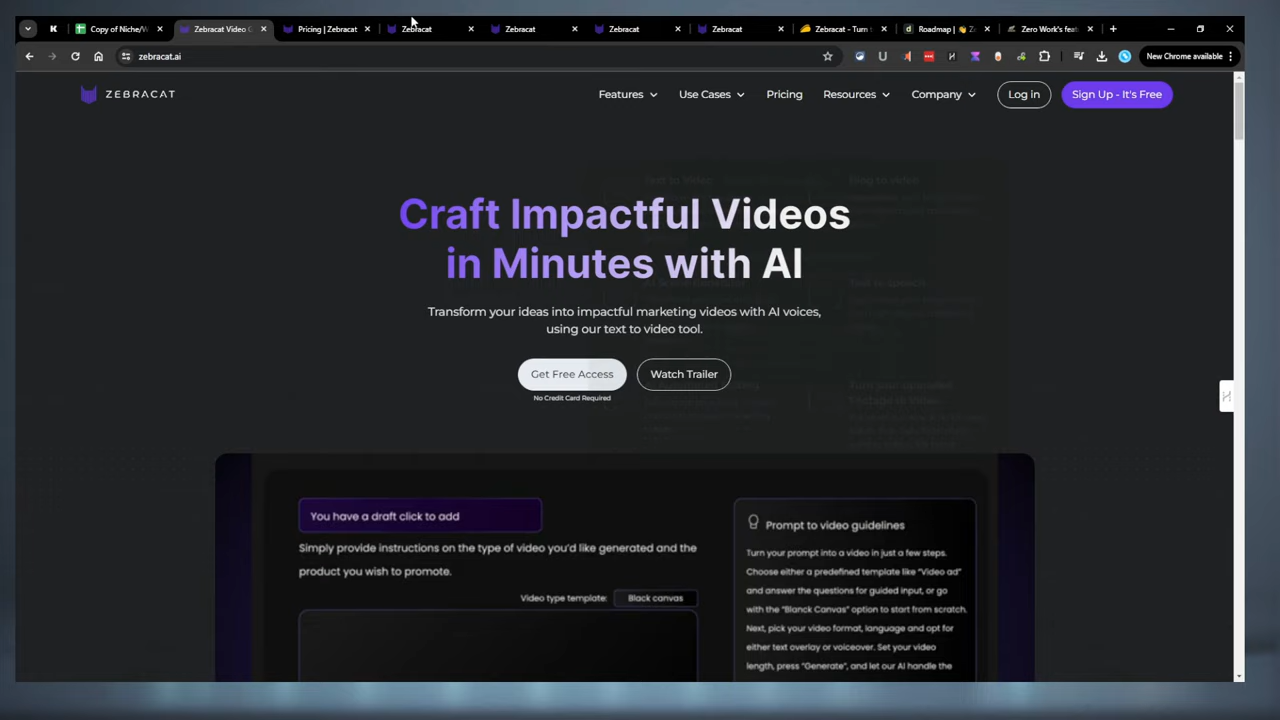 Copy of Niche/W
Zebracat Video G
Pricing | Zebracat
Zebracat
Zebracat
Zebracat
Zebracat
Zebracat - Turn
Roadmap |
Zero Work's feat
zebracat.ai
New Chrome available
ZEBRACAT
Features
Use Cases
Pricing
Resources
Company
Log in
Sign Up - It's Free
Text to Video
Blog to video
Craft Impactful Videos
in Minutes with AI
Transform your ideas into impactful marketing videos with AI voices,
using our text to video tool.
Get Free Access
Watch Trailer
No Credit Card Required
You have a draft click to add
Simply provide instructions on the type of video you'd like generated and the
product you wish to promote.
Video type template:
Black canvas
Prompt to video guidelines
Turn your prompt into a video in just a few steps.
Choose either a predefined template like "Video ad"
and answer the questions for guided input, or go
with the "Blanck Canvas" option to start from scratch.
Next, pick your video format, language and opt for
either text overlay or voiceover. Set your video
length, press "Generate", and let our AI handle the